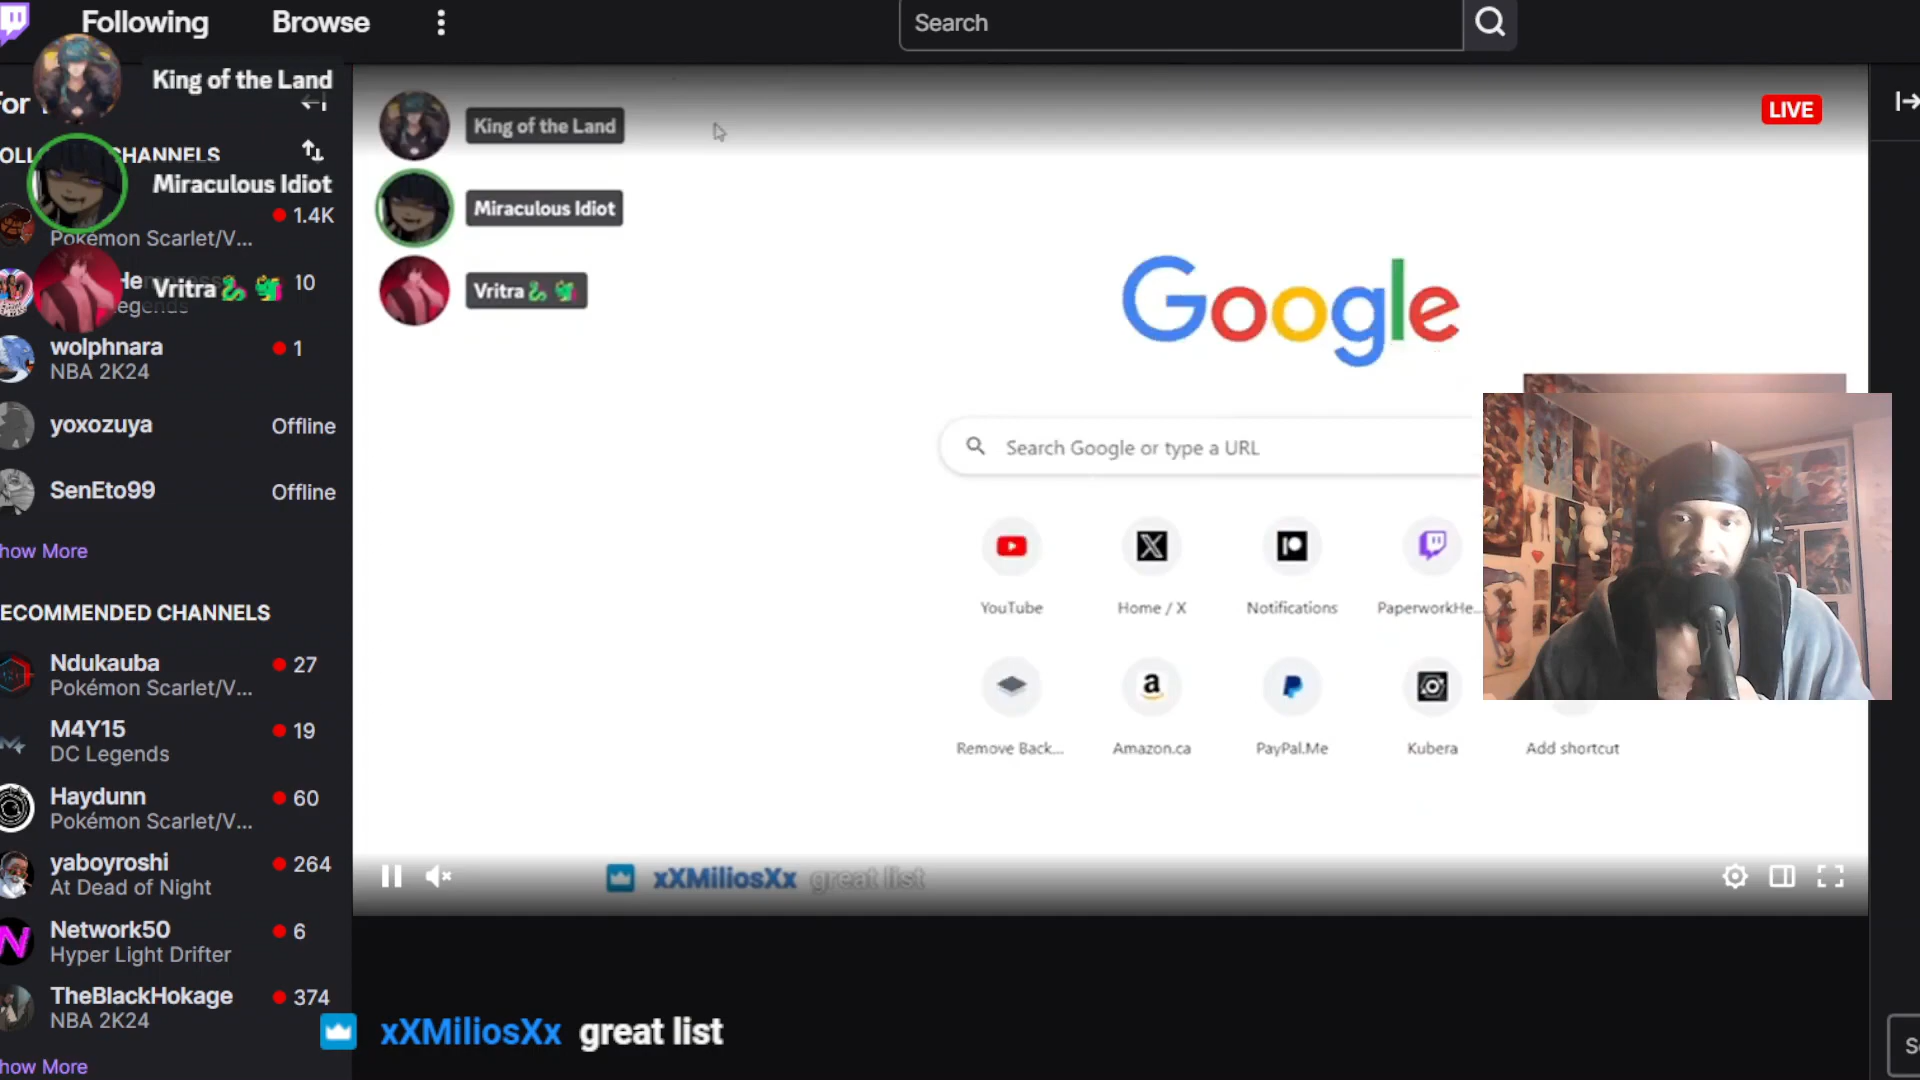 Following
Browse
Search
King of the Land
Miraculous Idiot
Vritra
Pokémon Scarlet/V...
1.4K
10
wolphnara
1
NBA 2K24
yoxozuya
Offline
SenEto99
Offline
how More
ECOMMENDED CHANNELS
Ndukauba
27
Pokémon Scarlet/V...
M4Y15
19
DC Legends
Haydunn
60
Pokémon Scarlet/V...
yaboyroshi
264
At Dead of Night
Network50
6
Hyper Light Drifter
TheBlackHokage
374
NBA 2K24
how More
King of the Land
Miraculous Idiot
Vritra
LIVE
Google
Search Google or type a URL
YouTube
Home / X
Notifications
PaperworkHe...
Remove Back...
Amazon.ca
PayPal.Me
Kubera
Add shortcut
xXMiliosXx great list
xXMiliosXx great list